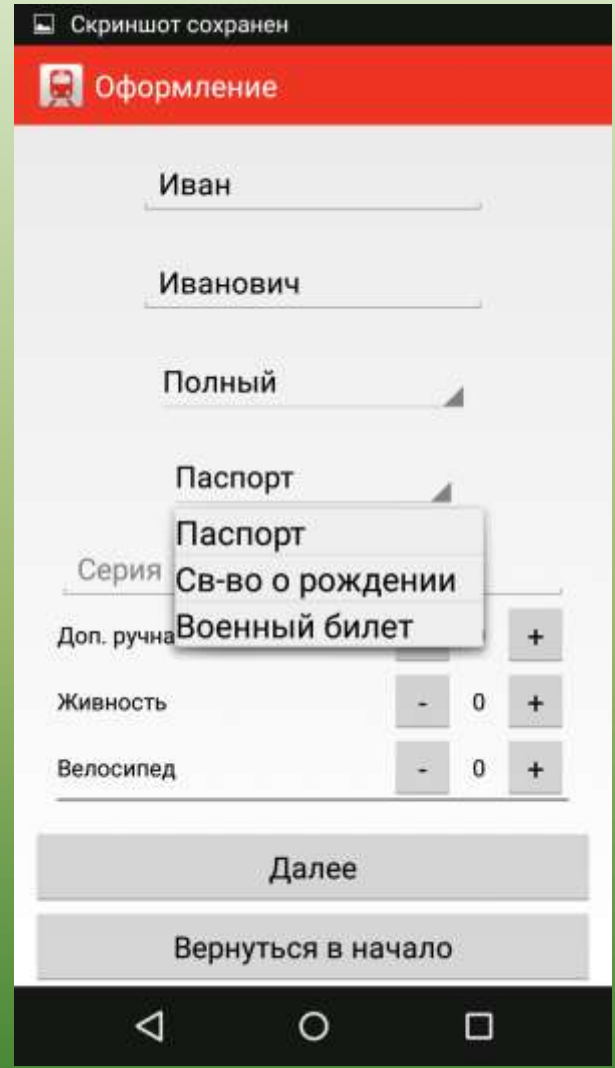 Скриншот сохранен
Оформление
Иван
Иванович
Полный
Паспорт
Паспорт
Серия
Св-во о рождении
Доп. ручна
Военный билет
+
Живность - 0 +
Велосипед - 0 +
Далее
Вернуться в начало